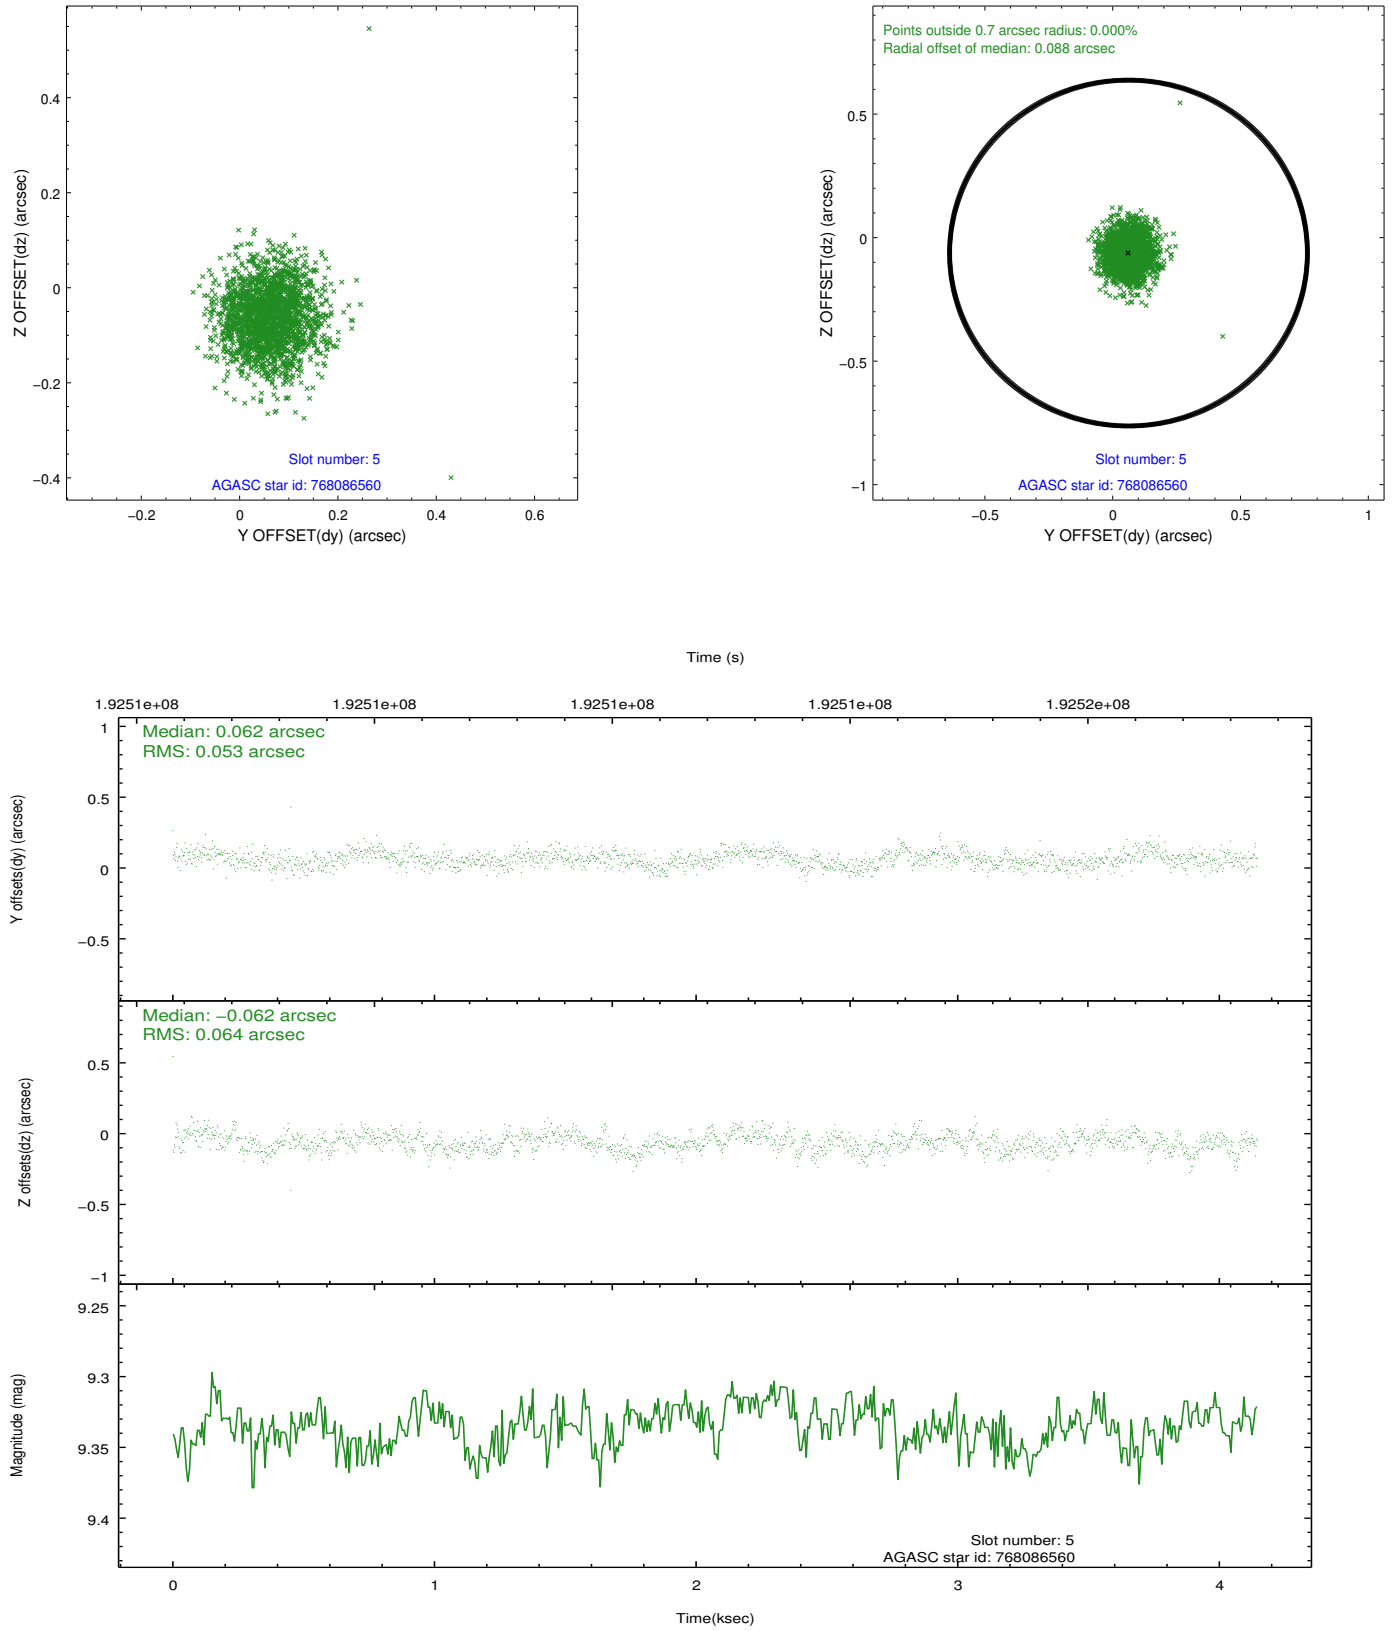 0.4
0.2
0
−0.2
−0.4
Z OFFSET(dz) (arcsec)
Slot number: 5
AGASC star id: 768086560
−0.2
0
0.2
0.4
0.6
Y OFFSET(dy) (arcsec)
Points outside 0.7 arcsec radius: 0.000%
Radial offset of median: 0.088 arcsec
0.5
0
−0.5
−1
Z OFFSET(dz) (arcsec)
Slot number: 5
AGASC star id: 768086560
−0.5
0
0.5
1
Y OFFSET(dy) (arcsec)
Time (s)
1.9251e+08
1.9251e+08
1.9251e+08
1.9251e+08
1.9252e+08
Median: 0.062 arcsec
RMS: 0.053 arcsec
1
0.5
0
−0.5
Y offsets(dy) (arcsec)
Median: −0.062 arcsec
RMS: 0.064 arcsec
0.5
0
−0.5
−1
Z offsets(dz) (arcsec)
9.25
9.3
9.35
9.4
Magnitude (mag)
Slot number: 5
AGASC star id: 768086560
0
1
2
3
4
Time(ksec)